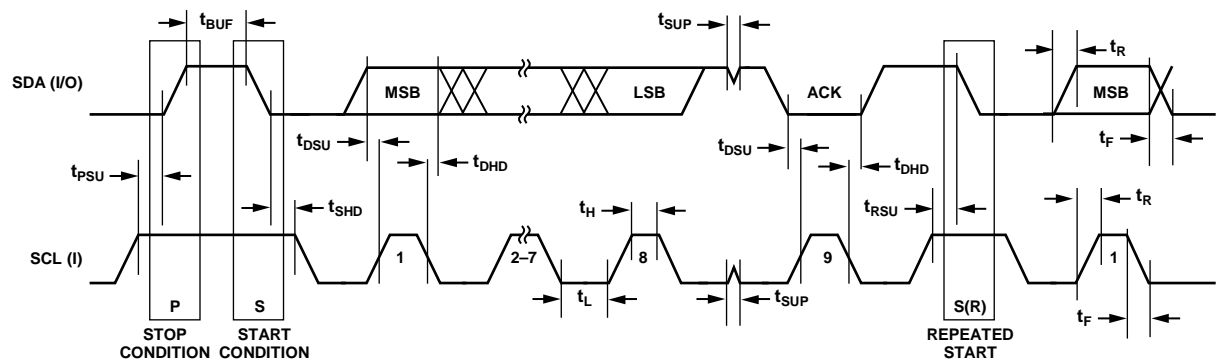 tBUF
tSUP
tR
SDA (I/O)
MSB
LSB
ACK
MSB
tDSU
tDHD
tDSU
tDHD
tF
tPSU
tSHD
tH
tRSU
tR
SCL (I)
1
2–7
8
9
1
tL
tSUP
tF
P
S
S(R)
STOP
CONDITION
START
CONDITION
REPEATED
START